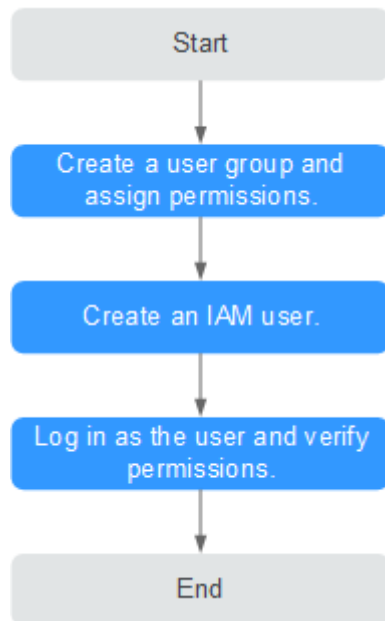 Start
Create a user group and
assign permissions.
Create an IAM user.
Log in as the user and verify
permissions.
End